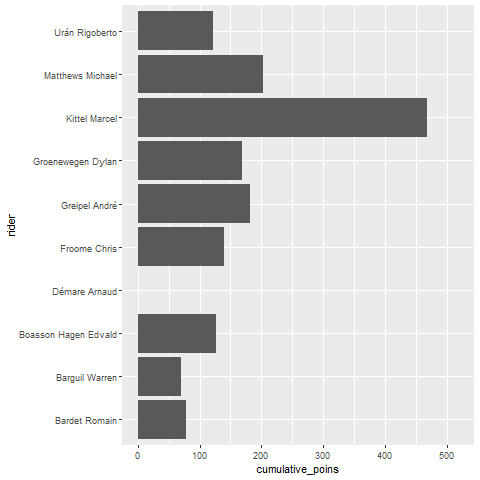 Urán Rigoberto
Matthews Michael
Kittel Marcel
Groenewegen Dylan
Greipel André
Froome Chris
Démare Arnaud
Boasson Hagen Edvald
Barguil Warren
Bardet Romain
rider
0 100 200 300 400 500
cumulative_poins